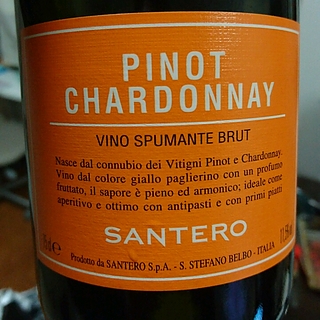 PINOT
CHARDONNAY
VINO SPUMANTE BRUT
Nasce dal connubio dei Vitigni Pinot e Chardonnay.
Vino dal colore giallo paglierino con un profumo
fruttato, il sapore è pieno ed armonico; ideale come
aperitivo e ottimo con antipasti e con primi piatti
SANTERO
Prodotto da SANTERO S.p.A. - S. STEFANO BELBO - ITALIA